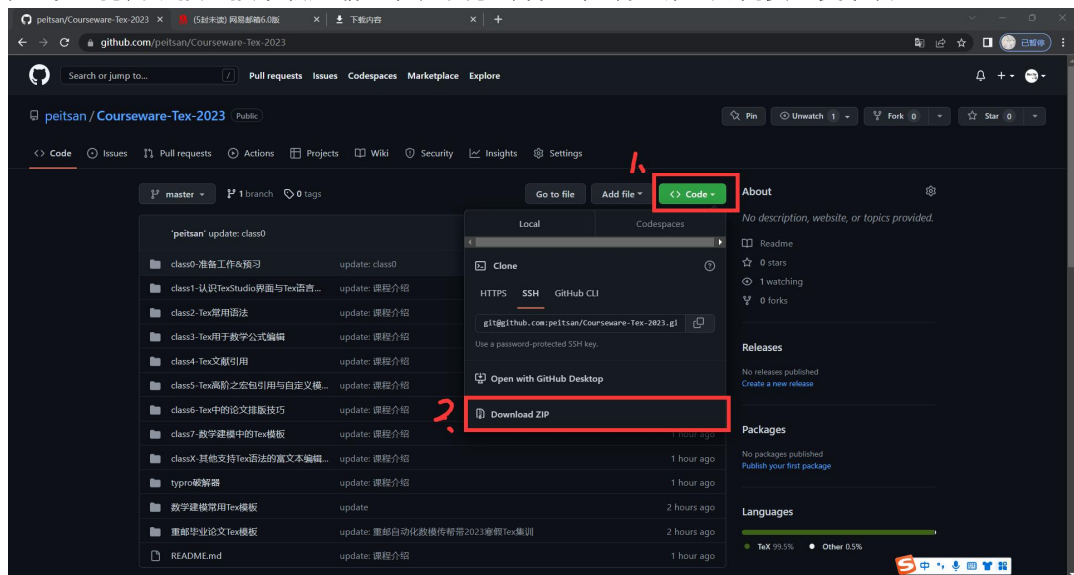 peitsan/Courseware-Tex-2023
(5封未读) 网易邮箱6.0版
下载内容
github.com/peitsan/Courseware-Tex-2023
已暂停
Search or jump to...
/
Pull requests Issues Codespaces Marketplace Explore
peitsan / Courseware-Tex-2023 Public
Pin Unwatch 1 Fork 0 Star 0
Code Issues Pull requests Actions Projects Wiki Security Insights Settings
1、
master 1 branch 0 tags Go to file Add file Code
About
No description, website, or topics provided.
Readme
0 stars
1 watching
0 forks
Releases
No releases published
Create a new release
Packages
No packages published
Publish your first package
Languages
TeX 99.5% Other 0.5%
Local Codespaces
Clone
HTTPS SSH GitHub CLI
git@github.com:peitsan/Courseware-Tex-2023.gi
Use a password-protected SSH key.
Open with GitHub Desktop
2、
Download ZIP
'peitsan' update: class0
class0-准备工作&预习 update: class0
class1-认识TexStudio界面与Tex语言... update: 课程介绍
class2-Tex常用语法 update: 课程介绍
class3-Tex用于数学公式编辑 update: 课程介绍
class4-Tex文献引用 update: 课程介绍
class5-Tex高阶之宏包引用与自定义模... update: 课程介绍
class6-Tex中的论文排版技巧 update: 课程介绍
class7-数学建模中的Tex模板 update: 课程介绍 1 hour ago
classX-其他支持Tex语法的富文本编辑... update: 课程介绍 1 hour ago
typro破解器 update: 课程介绍 1 hour ago
数学建模常用Tex模板 update 2 hours ago
重邮毕业论文Tex模板 update: 重邮自动化数模传帮带2023寒假Tex集训 2 hours ago
README.md update: 课程介绍 1 hour ago
中